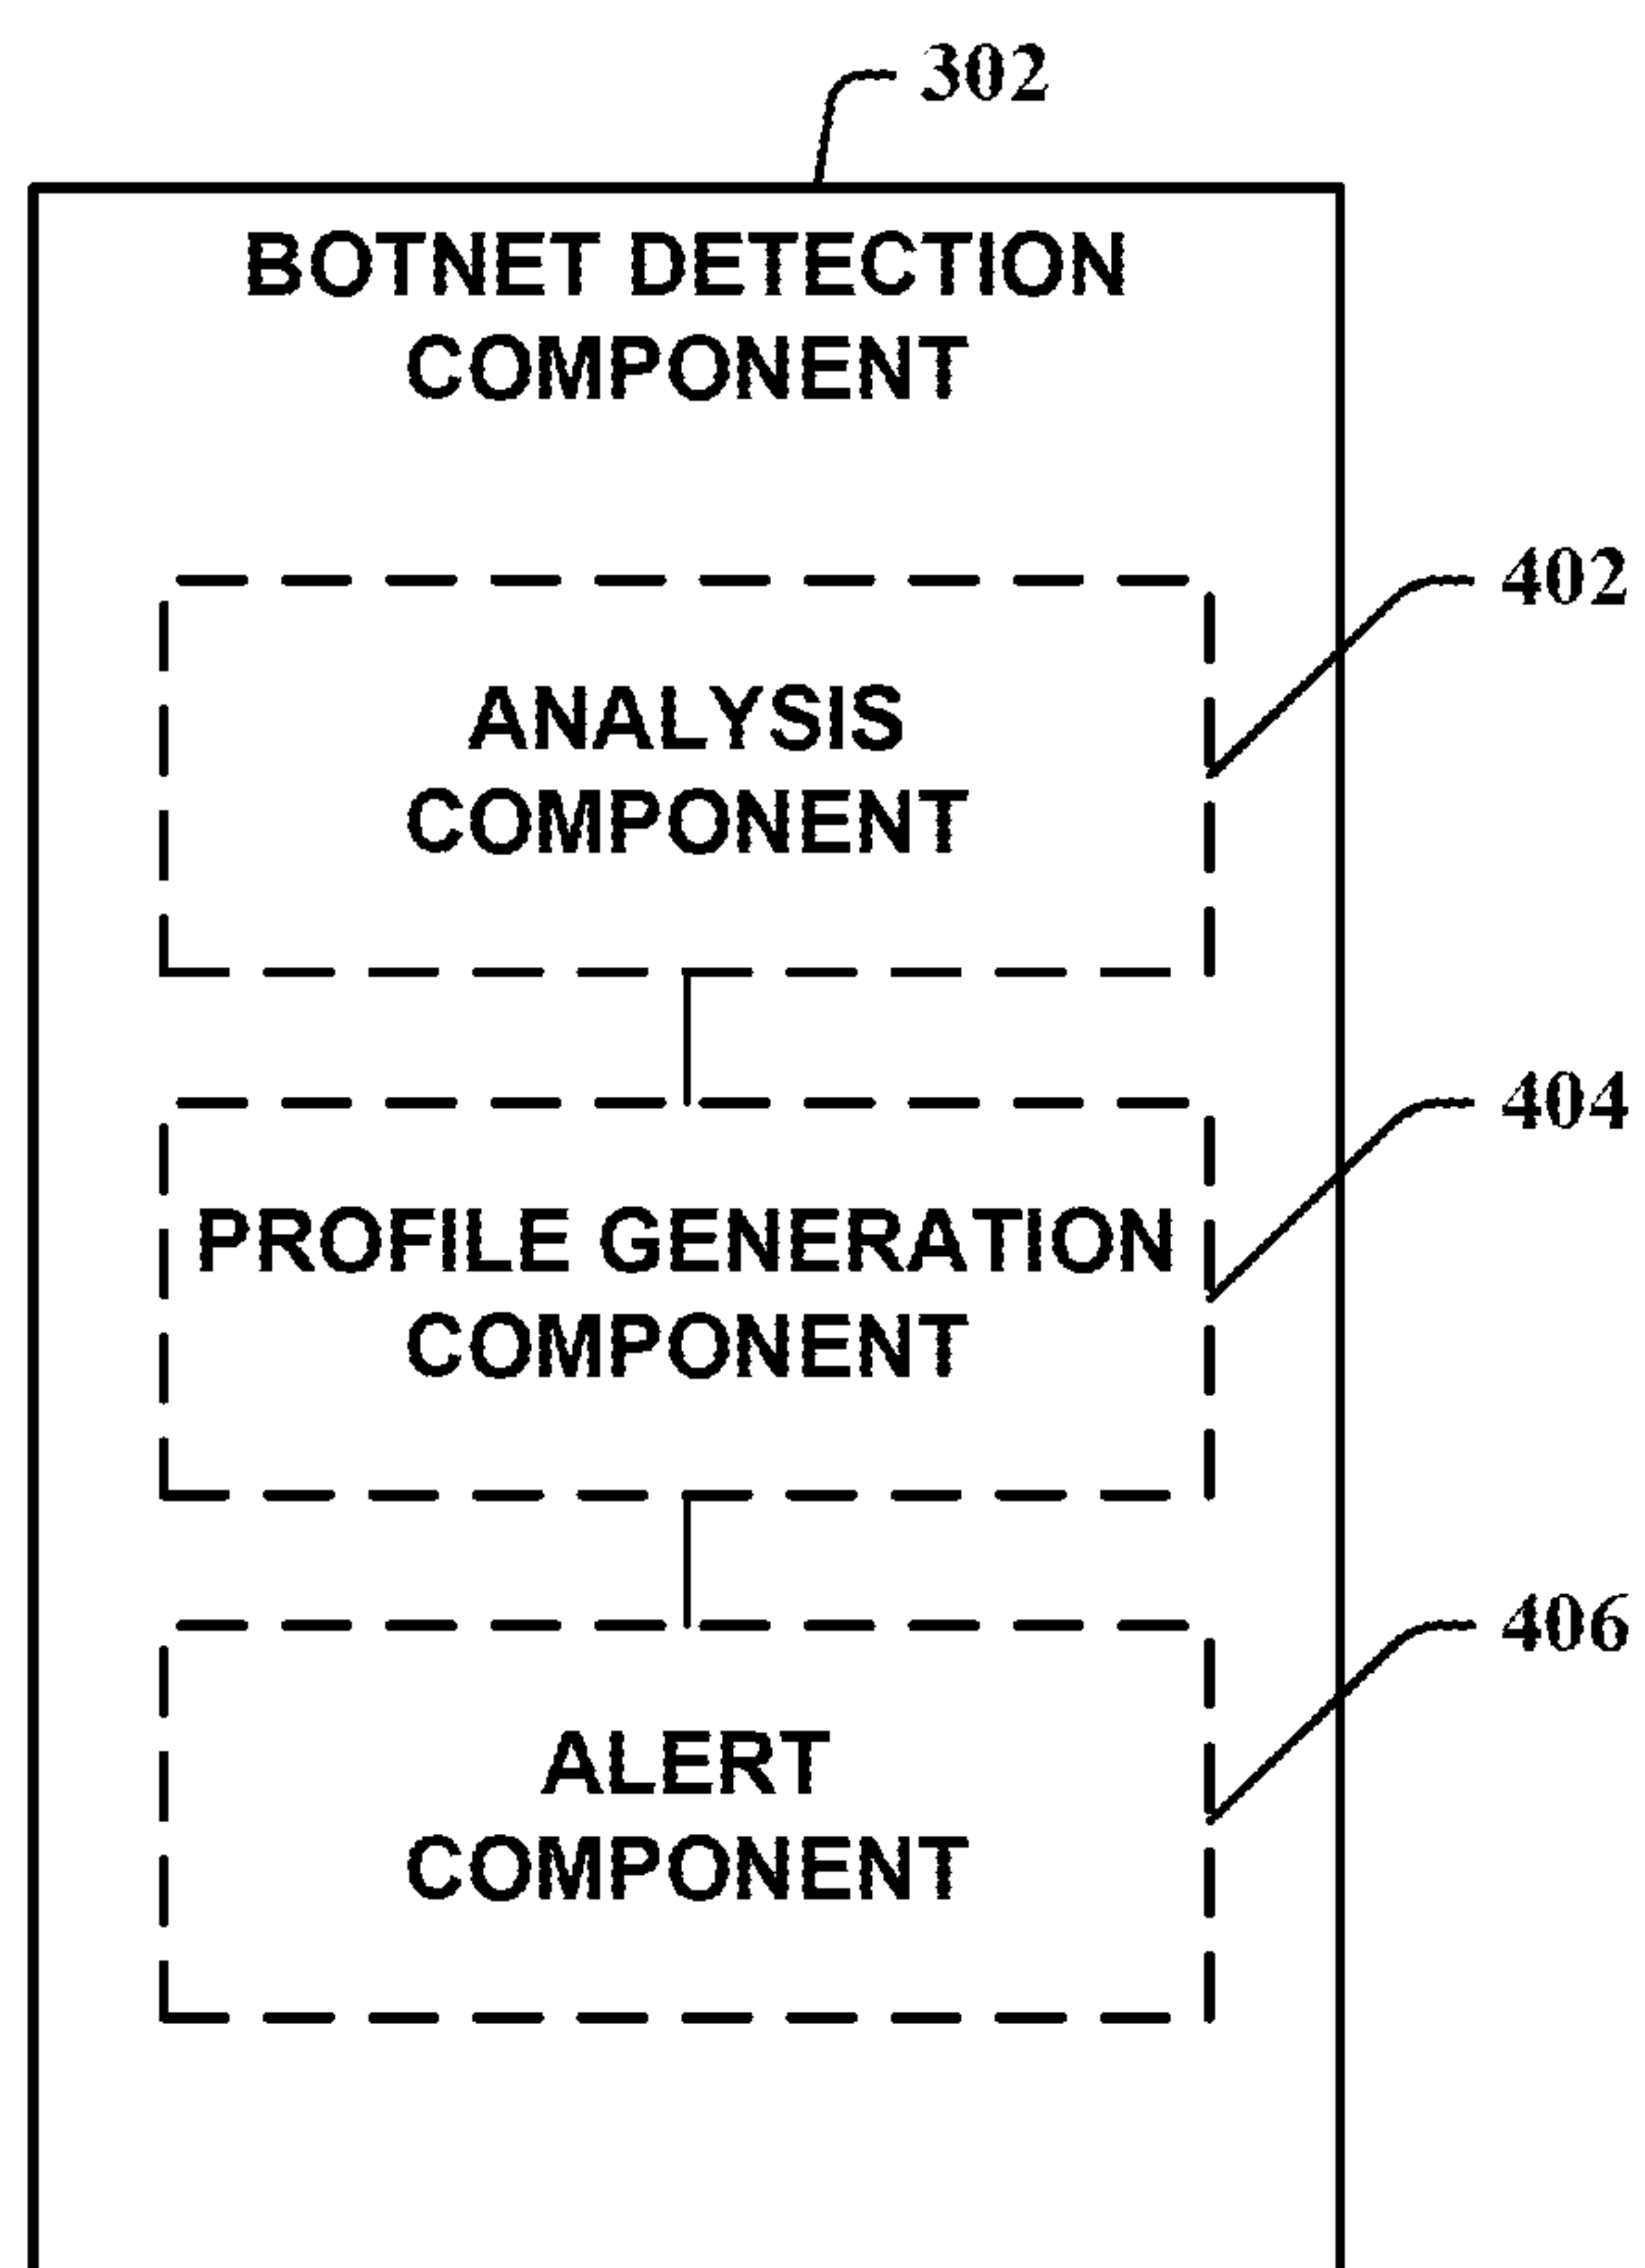 302
BOTNET DETECTION
COMPONENT
402
ANALYSIS
COMPONENT
404
PROFILE GENERATION
COMPONENT
406
ALERT
COMPONENT